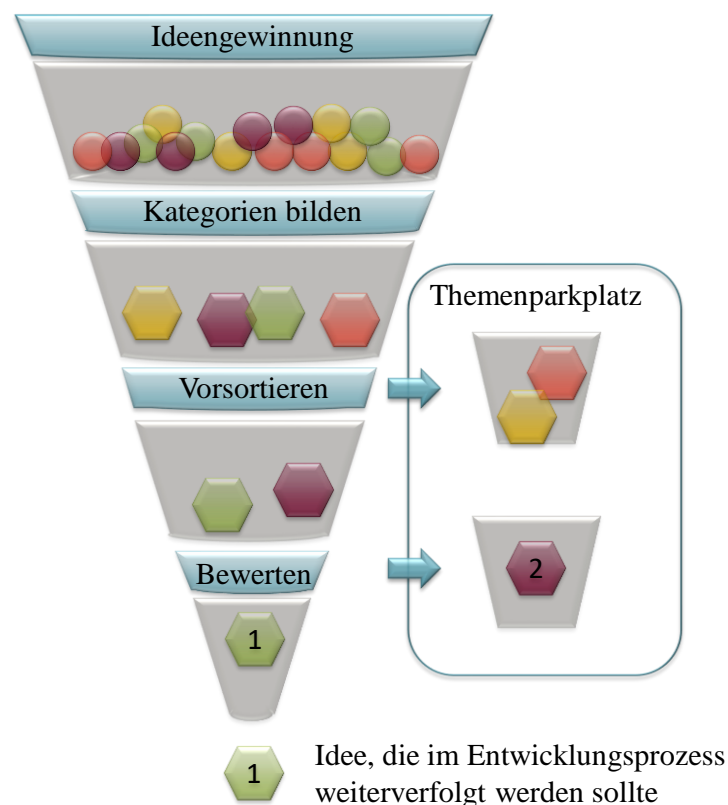 Ideengewinnung
Kategorien bilden
Themenparkplatz
Vorsortieren
Bewerten
2
1
1
Idee, die im Entwicklungsprozess
weiterverfolgt werden sollte